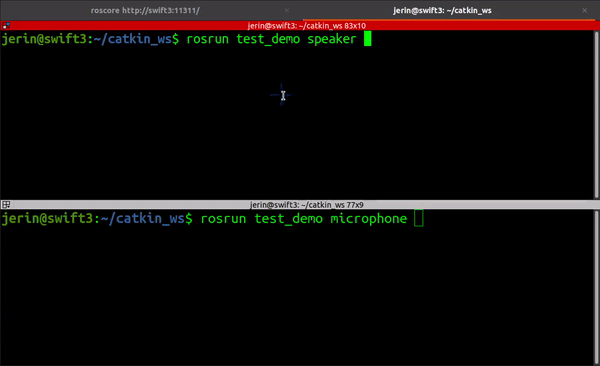 roscore http://swift3:11311/
jerin@swift3: ~/catkin_ws
jerin@swift3: ~/catkin_ws 83x10
jerin@swift3:~/catkin_ws$ rosrun test_demo speaker
jerin@swift3: ~/catkin_ws 77x9
jerin@swift3:~/catkin_ws$ rosrun test_demo microphone